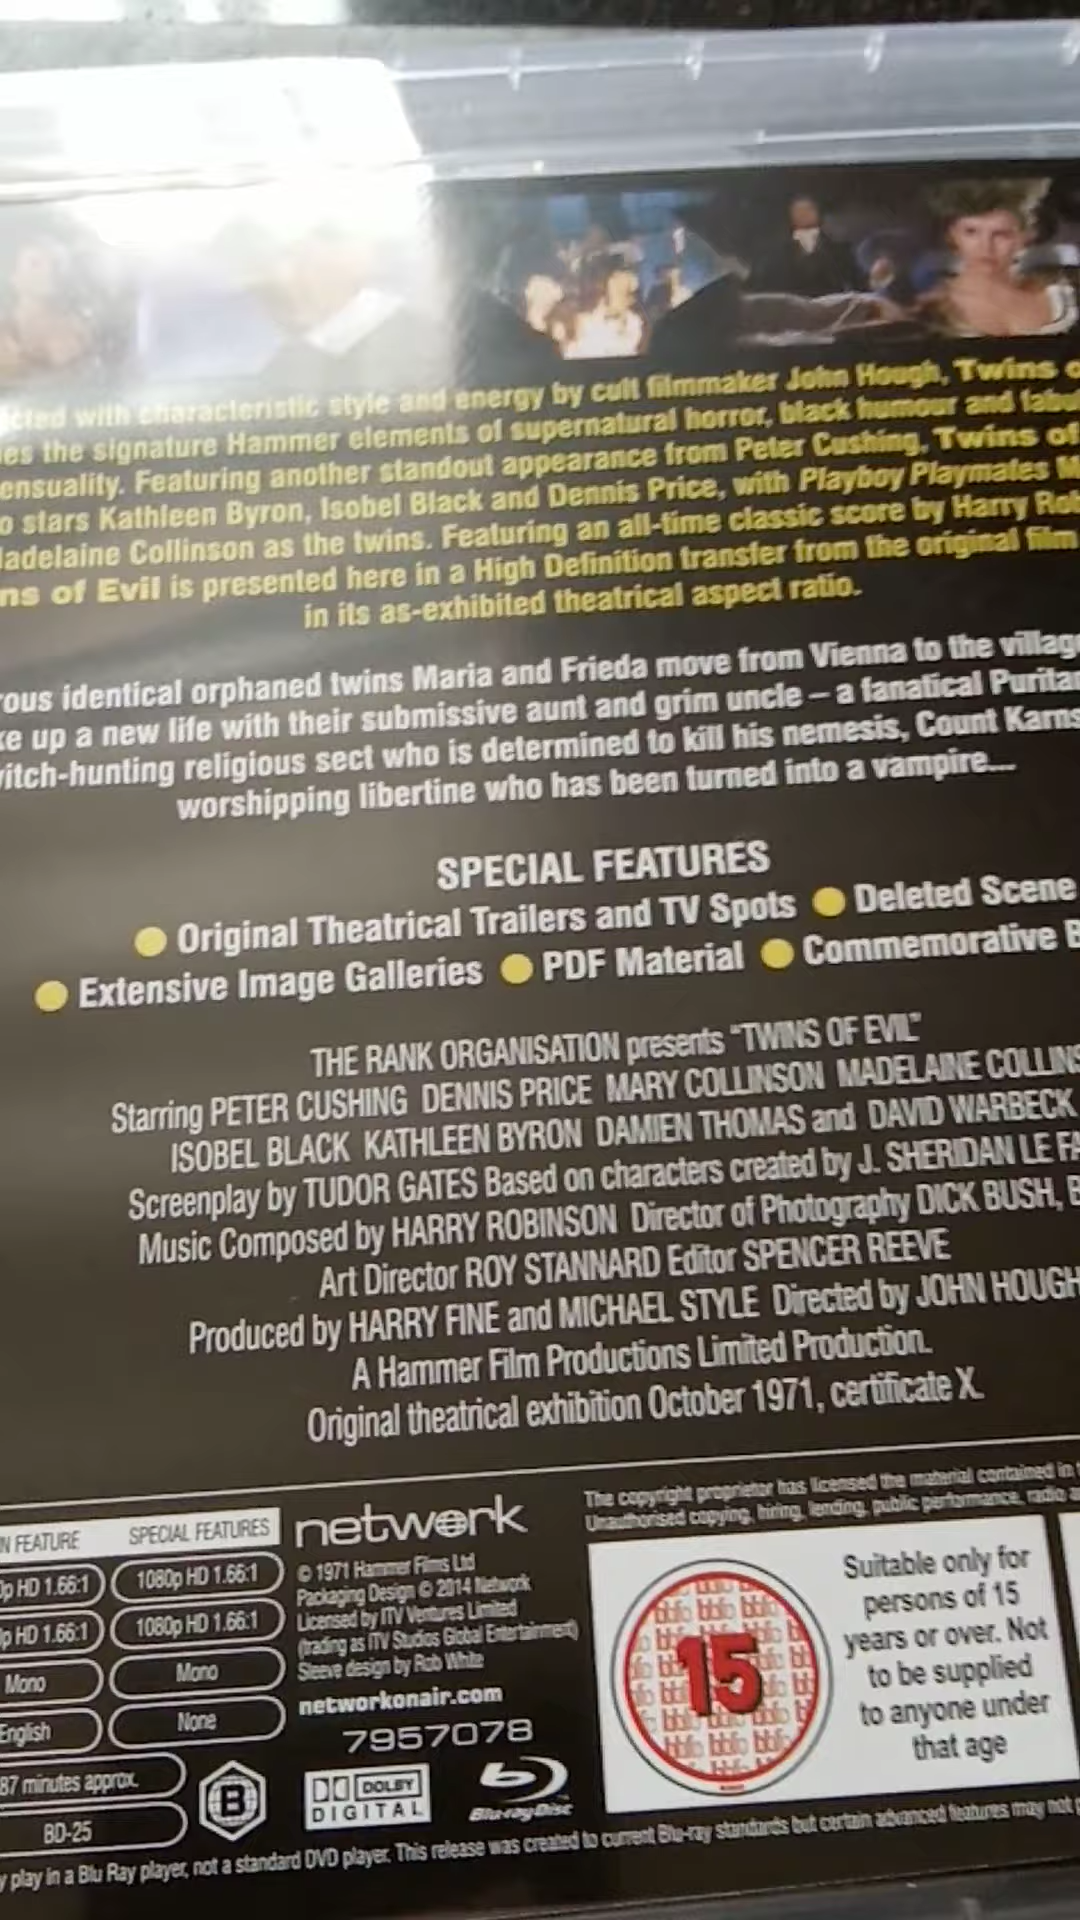 with characteristic style and energy by cult filmmaker John Hough, Twins
the signature Hammer elements of supernatural horror, black humour and
Featuring another standout appearance from Peter Cushing, Twins of
stars Kathleen Byron, Isobel Black and Dennis Price, with Playboy Playmates
Collinson as the twins. Featuring an all-time classic score by Harry
of Evil is presented here in a High Definition transfer from the original film
in its as-exhibited theatrical aspect ratio.
identical orphaned twins Maria and Frieda move from Vienna to the
up a new life with their submissive aunt and grim uncle – a fanatical
religious sect who is determined to kill his nemesis, Count
worshipping libertine who has been turned into a vampire...
SPECIAL FEATURES
Original Theatrical Trailers and TV Spots Deleted Scene
Extensive Image Galleries PDF Material Commemorative
THE RANK ORGANISATION presents "TWINS OF EVIL"
Starring PETER CUSHING DENNIS PRICE MARY COLLINSON MADELAINE
ISOBEL BLACK KATHLEEN BYRON DAMIEN THOMAS and DAVID WARBECK
Screenplay by TUDOR GATES Based on characters created by J. SHERIDAN LE
Music Composed by HARRY ROBINSON Director of Photography DICK BUSH,
Art Director ROY STANNARD Editor SPENCER REEVE
Produced by HARRY FINE and MICHAEL STYLE Directed by JOHN HOUGH
A Hammer Film Productions Limited Production.
Original theatrical exhibition October 1971, certificate X.
The copyright proprietor has licensed the material contained in
Unauthorised copying, hiring, lending, public performance, radio
FEATURE SPECIAL FEATURES
HD 1.66:1 1080p HD 1.66:1
HD 1.66:1 1080p HD 1.66:1
Mono Mono
English None
87 minutes approx.
BD-25
B
network
© 1971 Hammer Films Ltd
Packaging Design © 2014 Network
Licensed by ITV Ventures Limited
(trading as ITV Studios Global Entertainment)
Sleeve design by Rob White
networkonair.com
7957078
DOLBY
DIGITAL
Blu-ray Disc
15
bbfc
Suitable only for
persons of 15
years or over. Not
to be supplied
to anyone under
that age
play in a Blu Ray player, not a standard DVD player. This release was created to current Blu-ray standards but certain advanced features may not